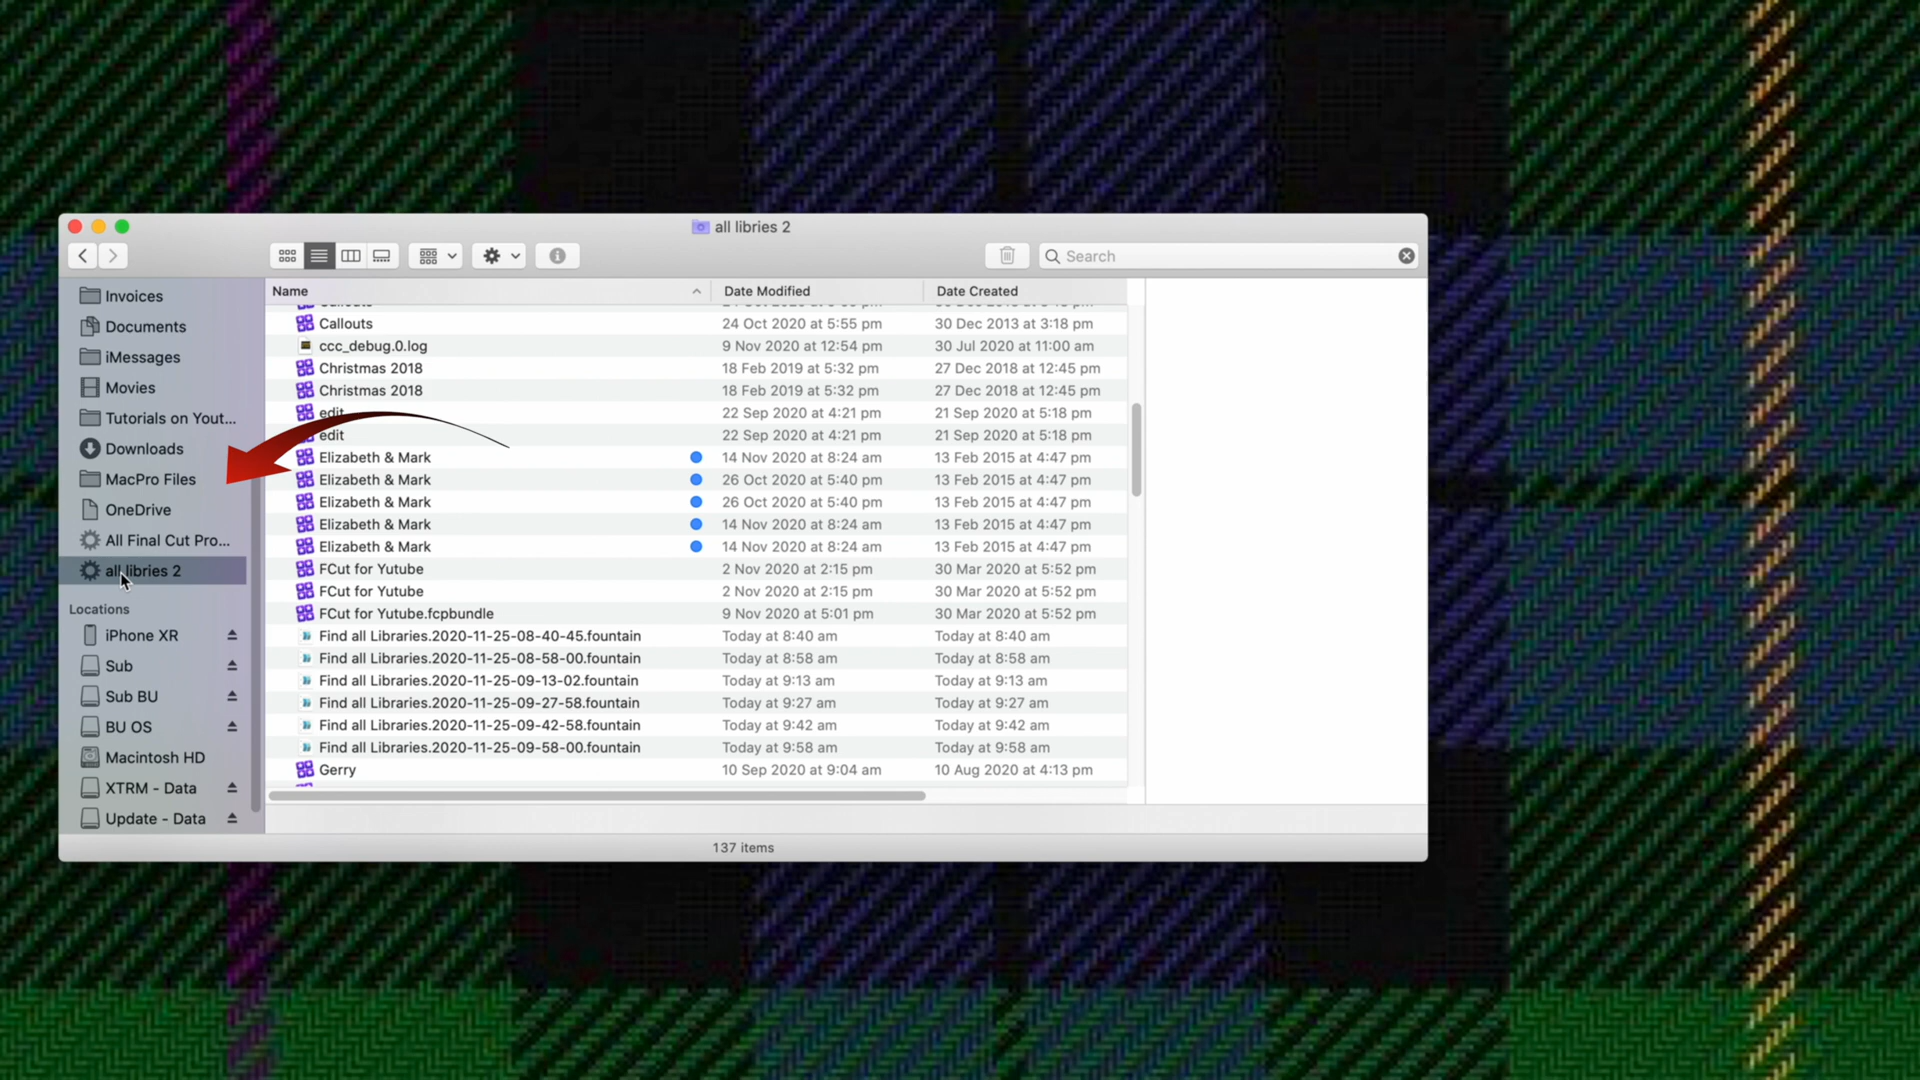 all libries 2
Search
Invoices
Documents
iMessages
Movies
Tutorials on Yout...
Downloads
MacPro Files
OneDrive
All Final Cut Pro...
all libries 2
Locations
iPhone XR
Sub
Sub BU
BU OS
Macintosh HD
XTRM - Data
Update - Data
Name Date Modified Date Created
Callouts 24 Oct 2020 at 5:55 pm 30 Dec 2013 at 3:18 pm
ccc_debug.0.log 9 Nov 2020 at 12:54 pm 30 Jul 2020 at 11:00 am
Christmas 2018 18 Feb 2019 at 5:32 pm 27 Dec 2018 at 12:45 pm
Christmas 2018 18 Feb 2019 at 5:32 pm 27 Dec 2018 at 12:45 pm
edit 22 Sep 2020 at 4:21 pm 21 Sep 2020 at 5:18 pm
edit 22 Sep 2020 at 4:21 pm 21 Sep 2020 at 5:18 pm
Elizabeth & Mark 14 Nov 2020 at 8:24 am 13 Feb 2015 at 4:47 pm
Elizabeth & Mark 26 Oct 2020 at 5:40 pm 13 Feb 2015 at 4:47 pm
Elizabeth & Mark 26 Oct 2020 at 5:40 pm 13 Feb 2015 at 4:47 pm
Elizabeth & Mark 14 Nov 2020 at 8:24 am 13 Feb 2015 at 4:47 pm
Elizabeth & Mark 14 Nov 2020 at 8:24 am 13 Feb 2015 at 4:47 pm
FCut for Yutube 2 Nov 2020 at 2:15 pm 30 Mar 2020 at 5:52 pm
FCut for Yutube 2 Nov 2020 at 2:15 pm 30 Mar 2020 at 5:52 pm
FCut for Yutube.fcpbundle 9 Nov 2020 at 5:01 pm 30 Mar 2020 at 5:52 pm
Find all Libraries.2020-11-25-08-40-45.fountain Today at 8:40 am Today at 8:40 am
Find all Libraries.2020-11-25-08-58-00.fountain Today at 8:58 am Today at 8:58 am
Find all Libraries.2020-11-25-09-13-02.fountain Today at 9:13 am Today at 9:13 am
Find all Libraries.2020-11-25-09-27-58.fountain Today at 9:27 am Today at 9:27 am
Find all Libraries.2020-11-25-09-42-58.fountain Today at 9:42 am Today at 9:42 am
Find all Libraries.2020-11-25-09-58-00.fountain Today at 9:58 am Today at 9:58 am
Gerry 10 Sep 2020 at 9:04 am 10 Aug 2020 at 4:13 pm
137 items